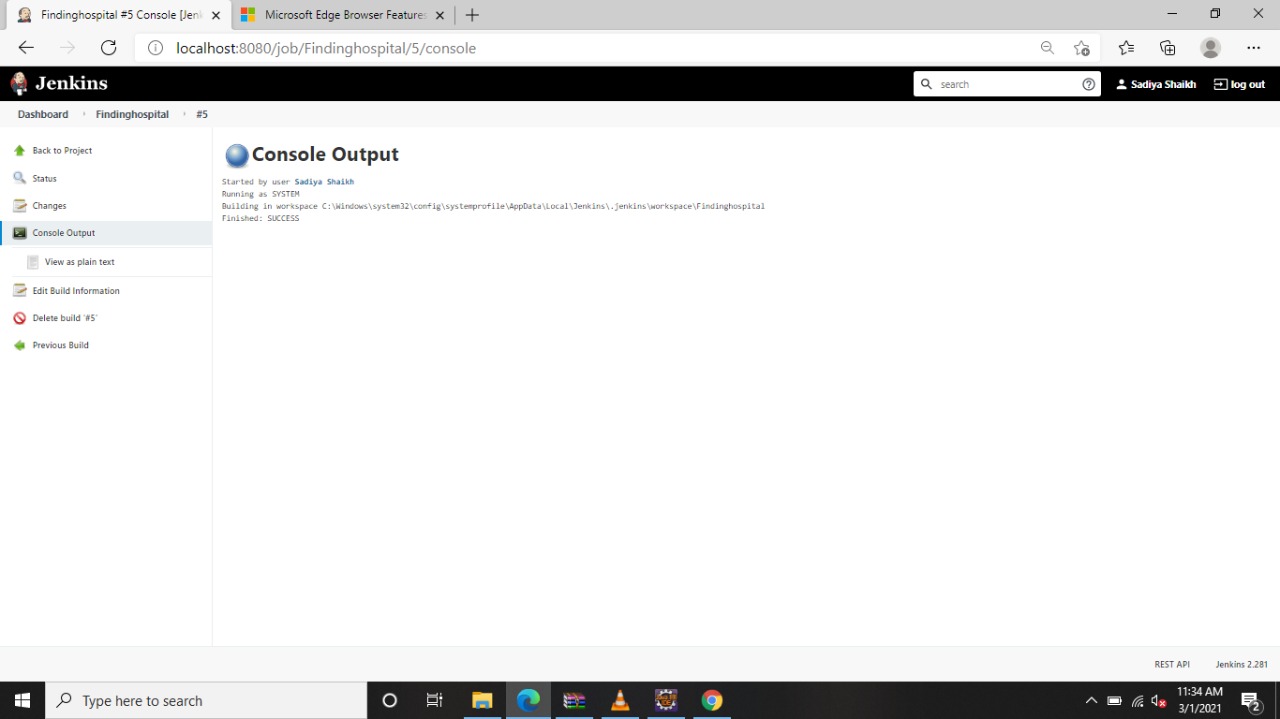 Findinghospital #5 Console [Jenk
Microsoft Edge Browser Features
localhost:8080/job/Findinghospital/5/console
Jenkins
search
Sadiya Shaikh
log out
Dashboard
Findinghospital
#5
Back to Project
Status
Changes
Console Output
View as plain text
Edit Build Information
Delete build '#5'
Previous Build
Console Output
Started by user Sadiya Shaikh
Running as SYSTEM
Building in workspace C:\Windows\system32\config\systemprofile\AppData\Local\Jenkins\.jenkins\workspace\Findinghospital
Finished: SUCCESS
REST API
Jenkins 2.281
Type here to search
11:34 AM
3/1/2021
2